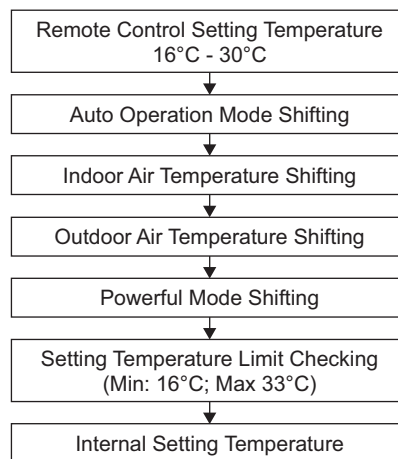 Remote Control Setting Temperature
16°C - 30°C
Auto Operation Mode Shifting
Indoor Air Temperature Shifting
Outdoor Air Temperature Shifting
Powerful Mode Shifting
Setting Temperature Limit Checking
(Min: 16°C; Max 33°C)
Internal Setting Temperature